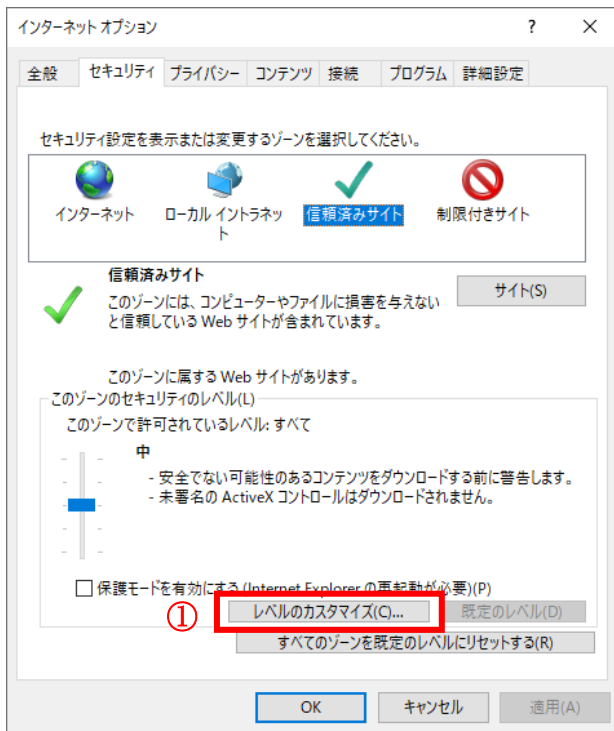 インターネット オプション
?
×
全般 セキュリティ プライバシー コンテンツ 接続 プログラム 詳細設定
セキュリティ設定を表示または変更するゾーンを選択してください。
インターネット ローカル イントラネッ 信頼済みサイト 制限付きサイト
ト
信頼済みサイト
サイト(S)
このゾーンには、コンピューターやファイルに損害を与えない
と信頼している Web サイトが含まれています。
このゾーンに属する Web サイトがあります。
このゾーンのセキュリティのレベル(L)
このゾーンで許可されているレベル: すべて
中
- 安全でない可能性のあるコンテンツをダウンロードする前に警告します。
- 未署名の ActiveX コントロールはダウンロードされません。
保護モードを有効にする (Internet Explorer の再起動が必要)(P)
① レベルのカスタマイズ(C)... 既定のレベル(D)
すべてのゾーンを既定のレベルにリセットする(R)
OK キャンセル 適用(A)